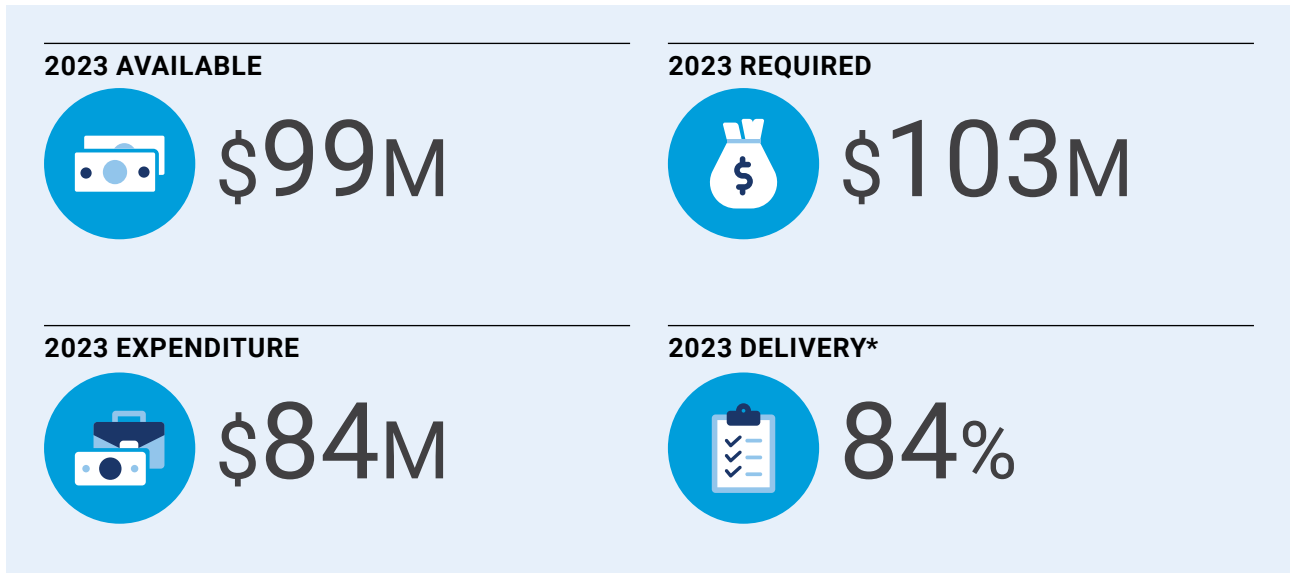 2023 AVAILABLE
$99M
2023 REQUIRED
$
$103M
2023 EXPENDITURE
$84M
2023 DELIVERY*
84%